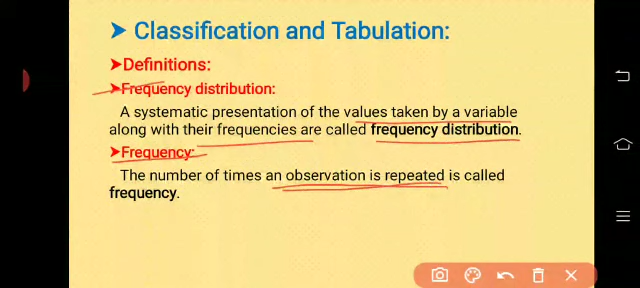 ➤ Classification and Tabulation:
➤Definitions:
➤Frequency distribution:
A systematic presentation of the values taken by a variable
along with their frequencies are called frequency distribution.
➤Frequency:
The number of times an observation is repeated is called
frequency.